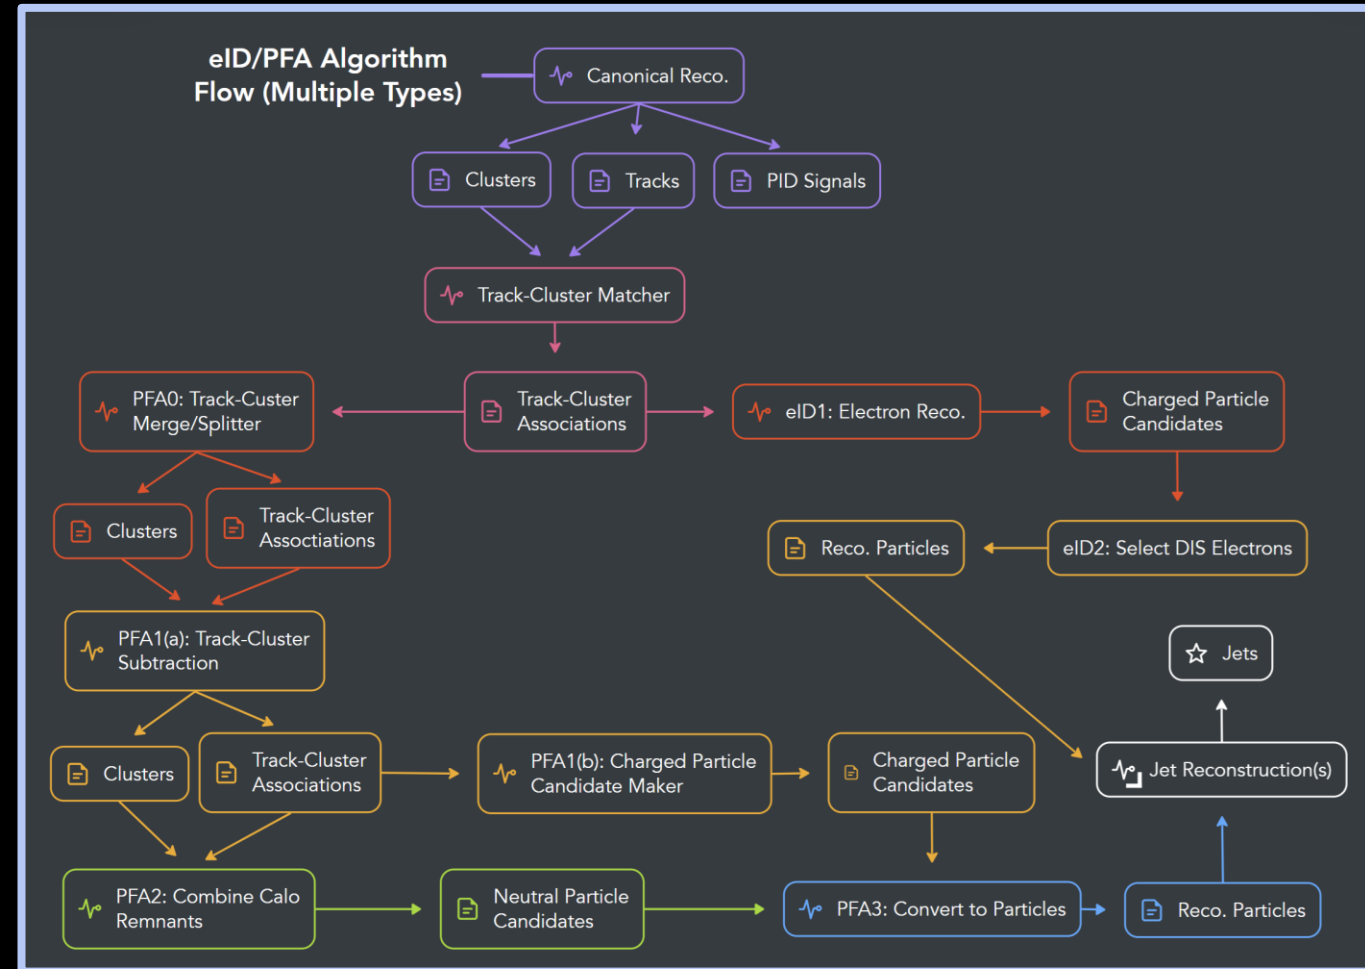 eID/PFA Algorithm
Flow (Multiple Types)
Canonical Reco.
Clusters
Tracks
PID Signals
Track-Cluster Matcher
PFA0: Track-Custer
Merge/Splitter
Track-Cluster
Associations
eID1: Electron Reco.
Charged Particle
Candidates
Clusters
Track-Cluster
Assoctiations
Reco. Particles
eID2: Select DIS Electrons
PFA1(a): Track-Cluster
Subtraction
Jets
Clusters
Track-Cluster
Associations
PFA1(b): Charged Particle
Candidate Maker
Charged Particle
Candidates
Jet Reconstruction(s)
PFA2: Combine Calo
Remnants
Neutral Particle
Candidates
PFA3: Convert to Particles
Reco. Particles